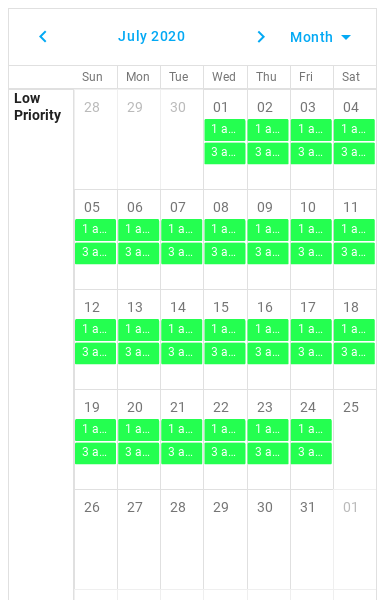 July 2020 Month
Sun Mon Tue Wed Thu Fri Sat
Low
Priority
28 29 30 01 02 03 04
1 a... 1 a... 1 a... 1 a...
3 a... 3 a... 3 a... 3 a...
05 06 07 08 09 10 11
1 a... 1 a... 1 a... 1 a... 1 a... 1 a... 1 a...
3 a... 3 a... 3 a... 3 a... 3 a... 3 a... 3 a...
12 13 14 15 16 17 18
1 a... 1 a... 1 a... 1 a... 1 a... 1 a... 1 a...
3 a... 3 a... 3 a... 3 a... 3 a... 3 a... 3 a...
19 20 21 22 23 24 25
1 a... 1 a... 1 a... 1 a... 1 a... 1 a...
3 a... 3 a... 3 a... 3 a... 3 a... 3 a...
26 27 28 29 30 31 01